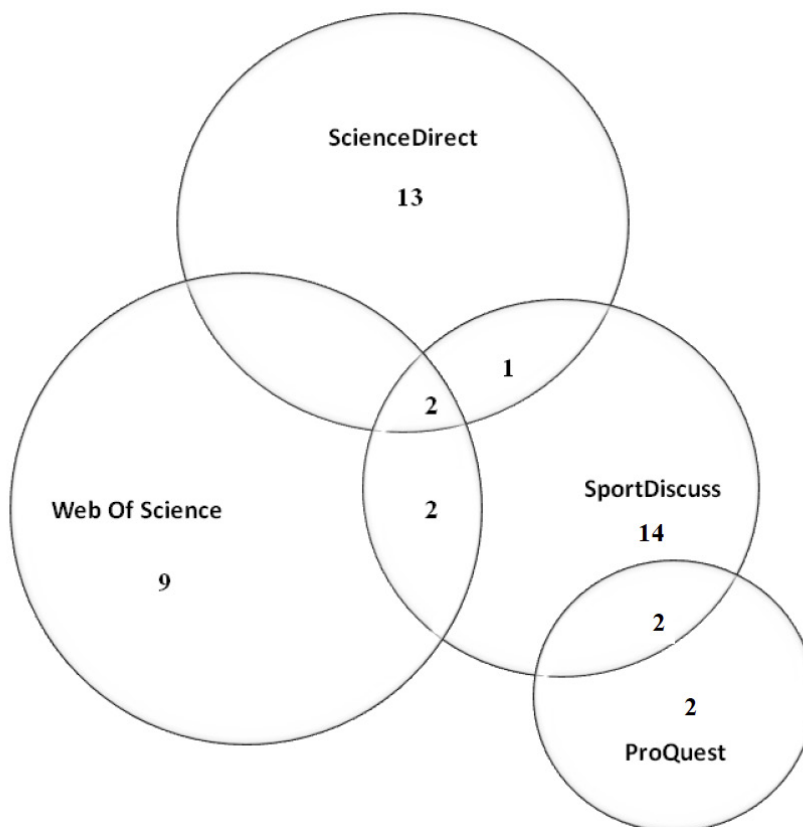 ScienceDirect
13
1
2
Web Of Science
2
SportDiscuss
14
9
2
2
ProQuest